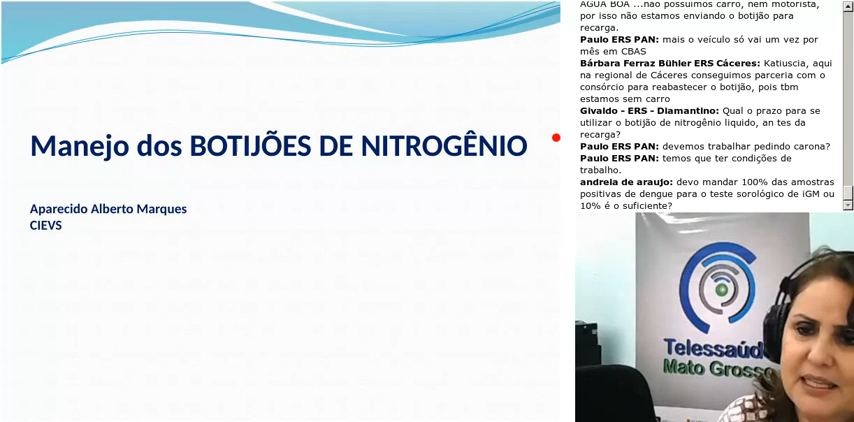 Manejo dos BOTIJÕES DE NITROGÊNIO
Aparecido Alberto Marques
CIEVS
ÁGUA BOA ...não possuimos carro, nem motorista,
por isso não estamos enviando o botijão para
recarga.
Paulo ERS PAN: mais o veículo só vai um vez por
mês em CBAS
Bárbara Ferraz Bühler ERS Cáceres: Katiuscia, aqui
na regional de Cáceres conseguimos parceria com o
consórcio para reabastecer o botijão, pois tbm
estamos sem carro
Givaldo - ERS - Diamantino: Qual o prazo para se
utilizar o botijão de nitrogênio liquido, an tes da
recarga?
Paulo ERS PAN: devemos trabalhar pedindo carona?
Paulo ERS PAN: temos que ter condições de
trabalho.
andreia de araujo: devo mandar 100% das amostras
positivas de dengue para o teste sorológico de iGM ou
10% é o suficiente?
Telessaúd
Mato Grosso